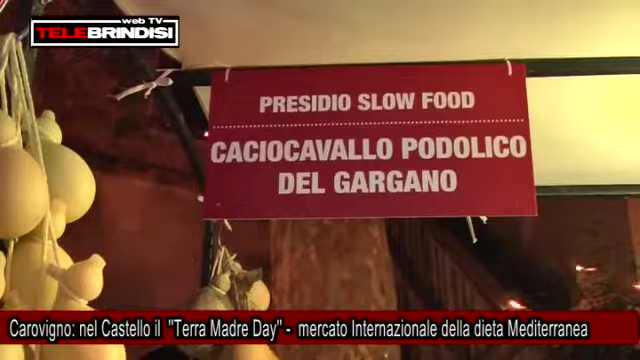 web TV
TELEBRINDISI
PRESIDIO SLOW FOOD
CACIOCAVALLO PODOLICO
DEL GARGANO
Carovigno: nel Castello il "Terra Madre Day" - mercato Internazionale della dieta Mediterranea